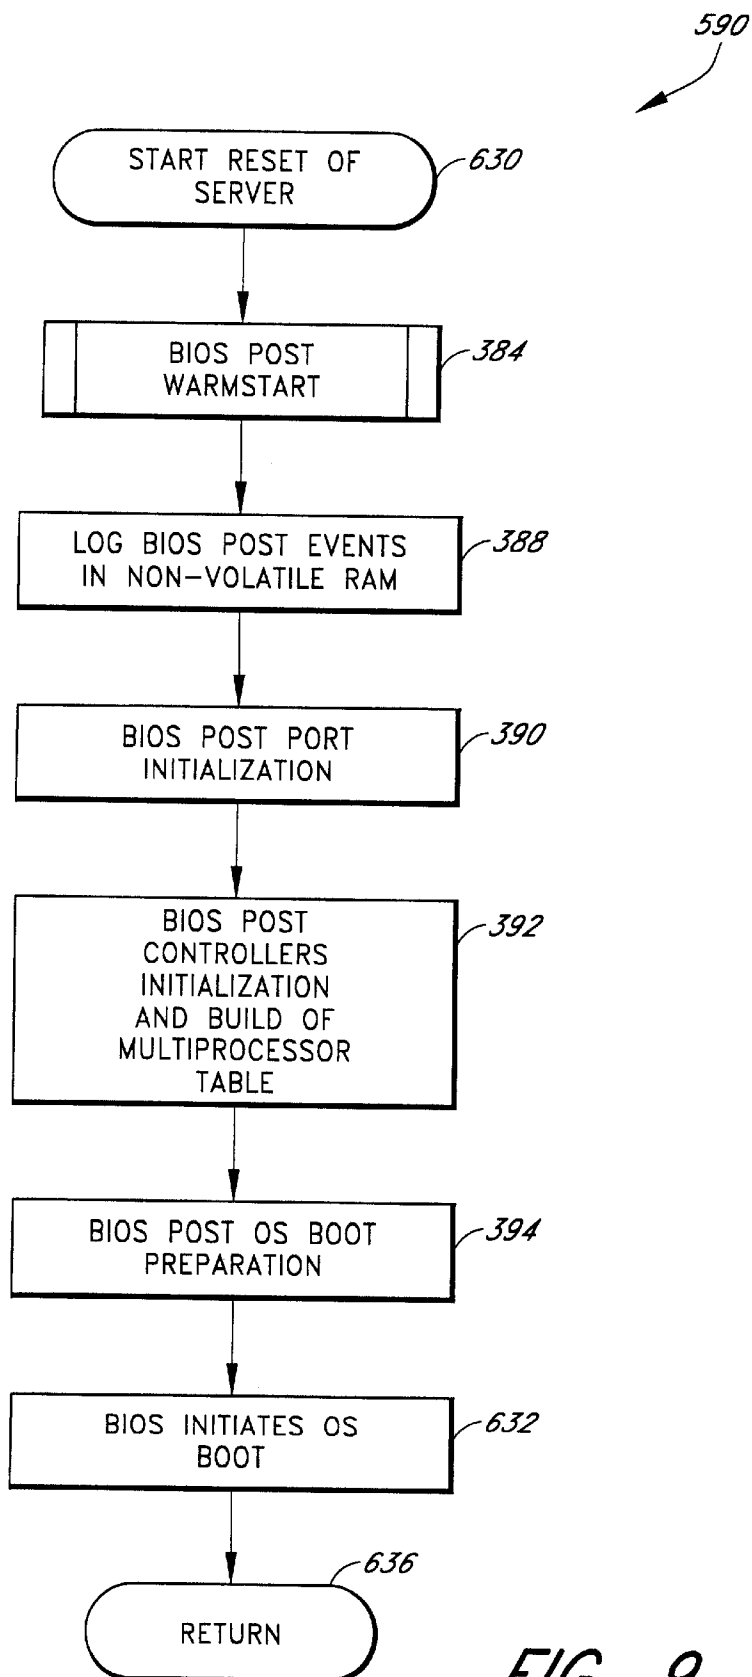 590
START RESET OF
SERVER
630
BIOS POST
WARMSTART
384
LOG BIOS POST EVENTS
IN NON-VOLATILE RAM
388
BIOS POST PORT
INITIALIZATION
390
BIOS POST
CONTROLLERS
INITIALIZATION
AND BUILD OF
MULTIPROCESSOR
TABLE
392
BIOS POST OS BOOT
PREPARATION
394
BIOS INITIATES OS
BOOT
632
RETURN
636
FIG. 9